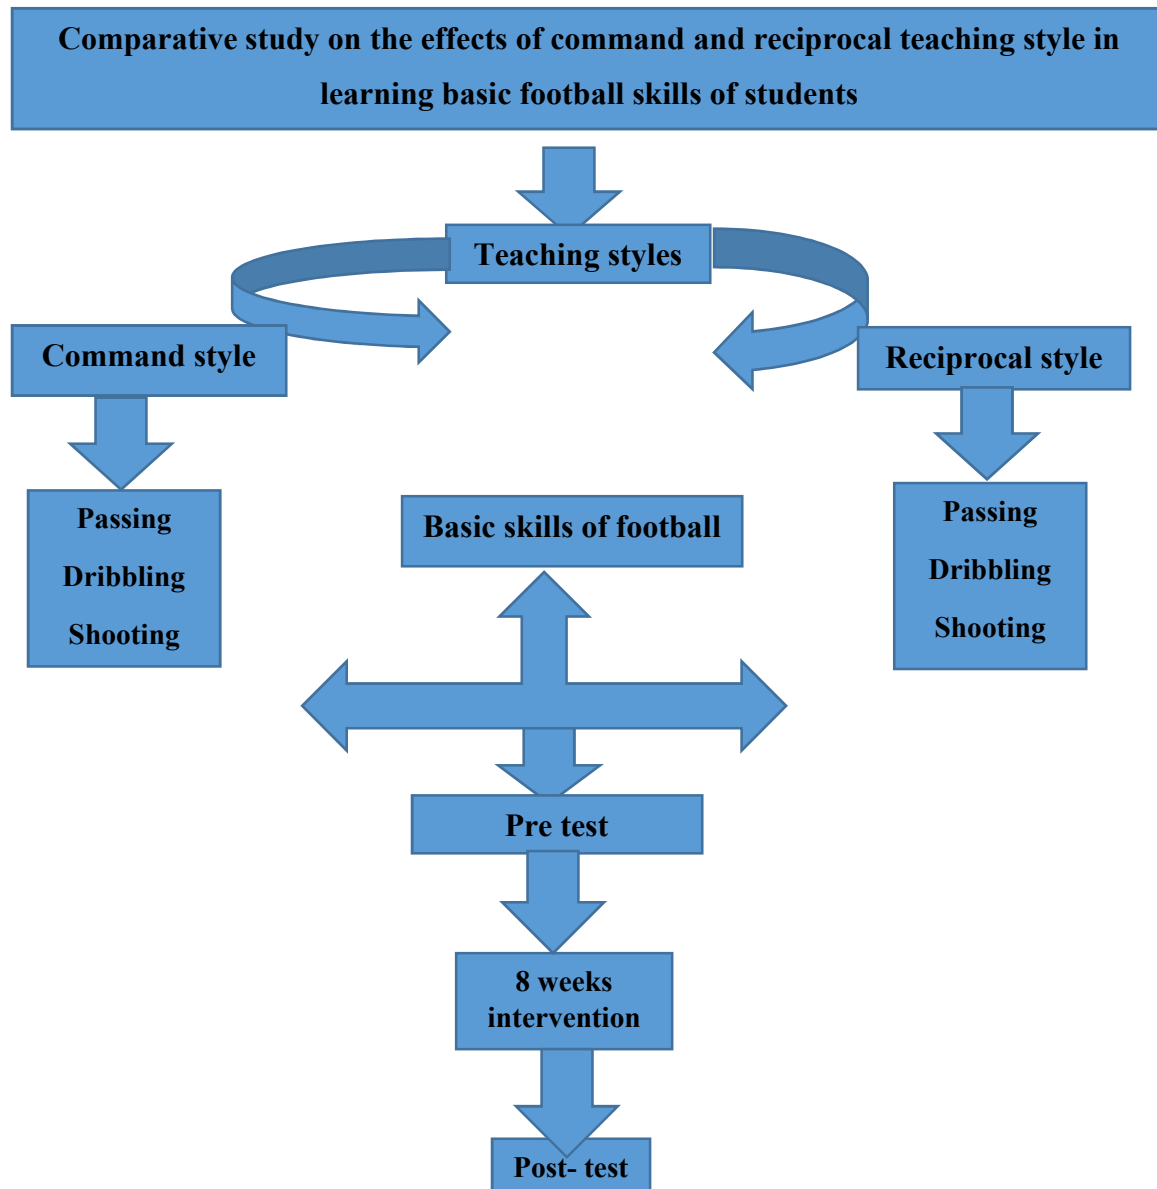 Comparative study on the effects of command and reciprocal teaching style in
learning basic football skills of students
Teaching styles
Command style
Reciprocal style
Passing
Dribbling
Shooting
Basic skills of football
Passing
Dribbling
Shooting
Pre test
8 weeks
intervention
Post- test